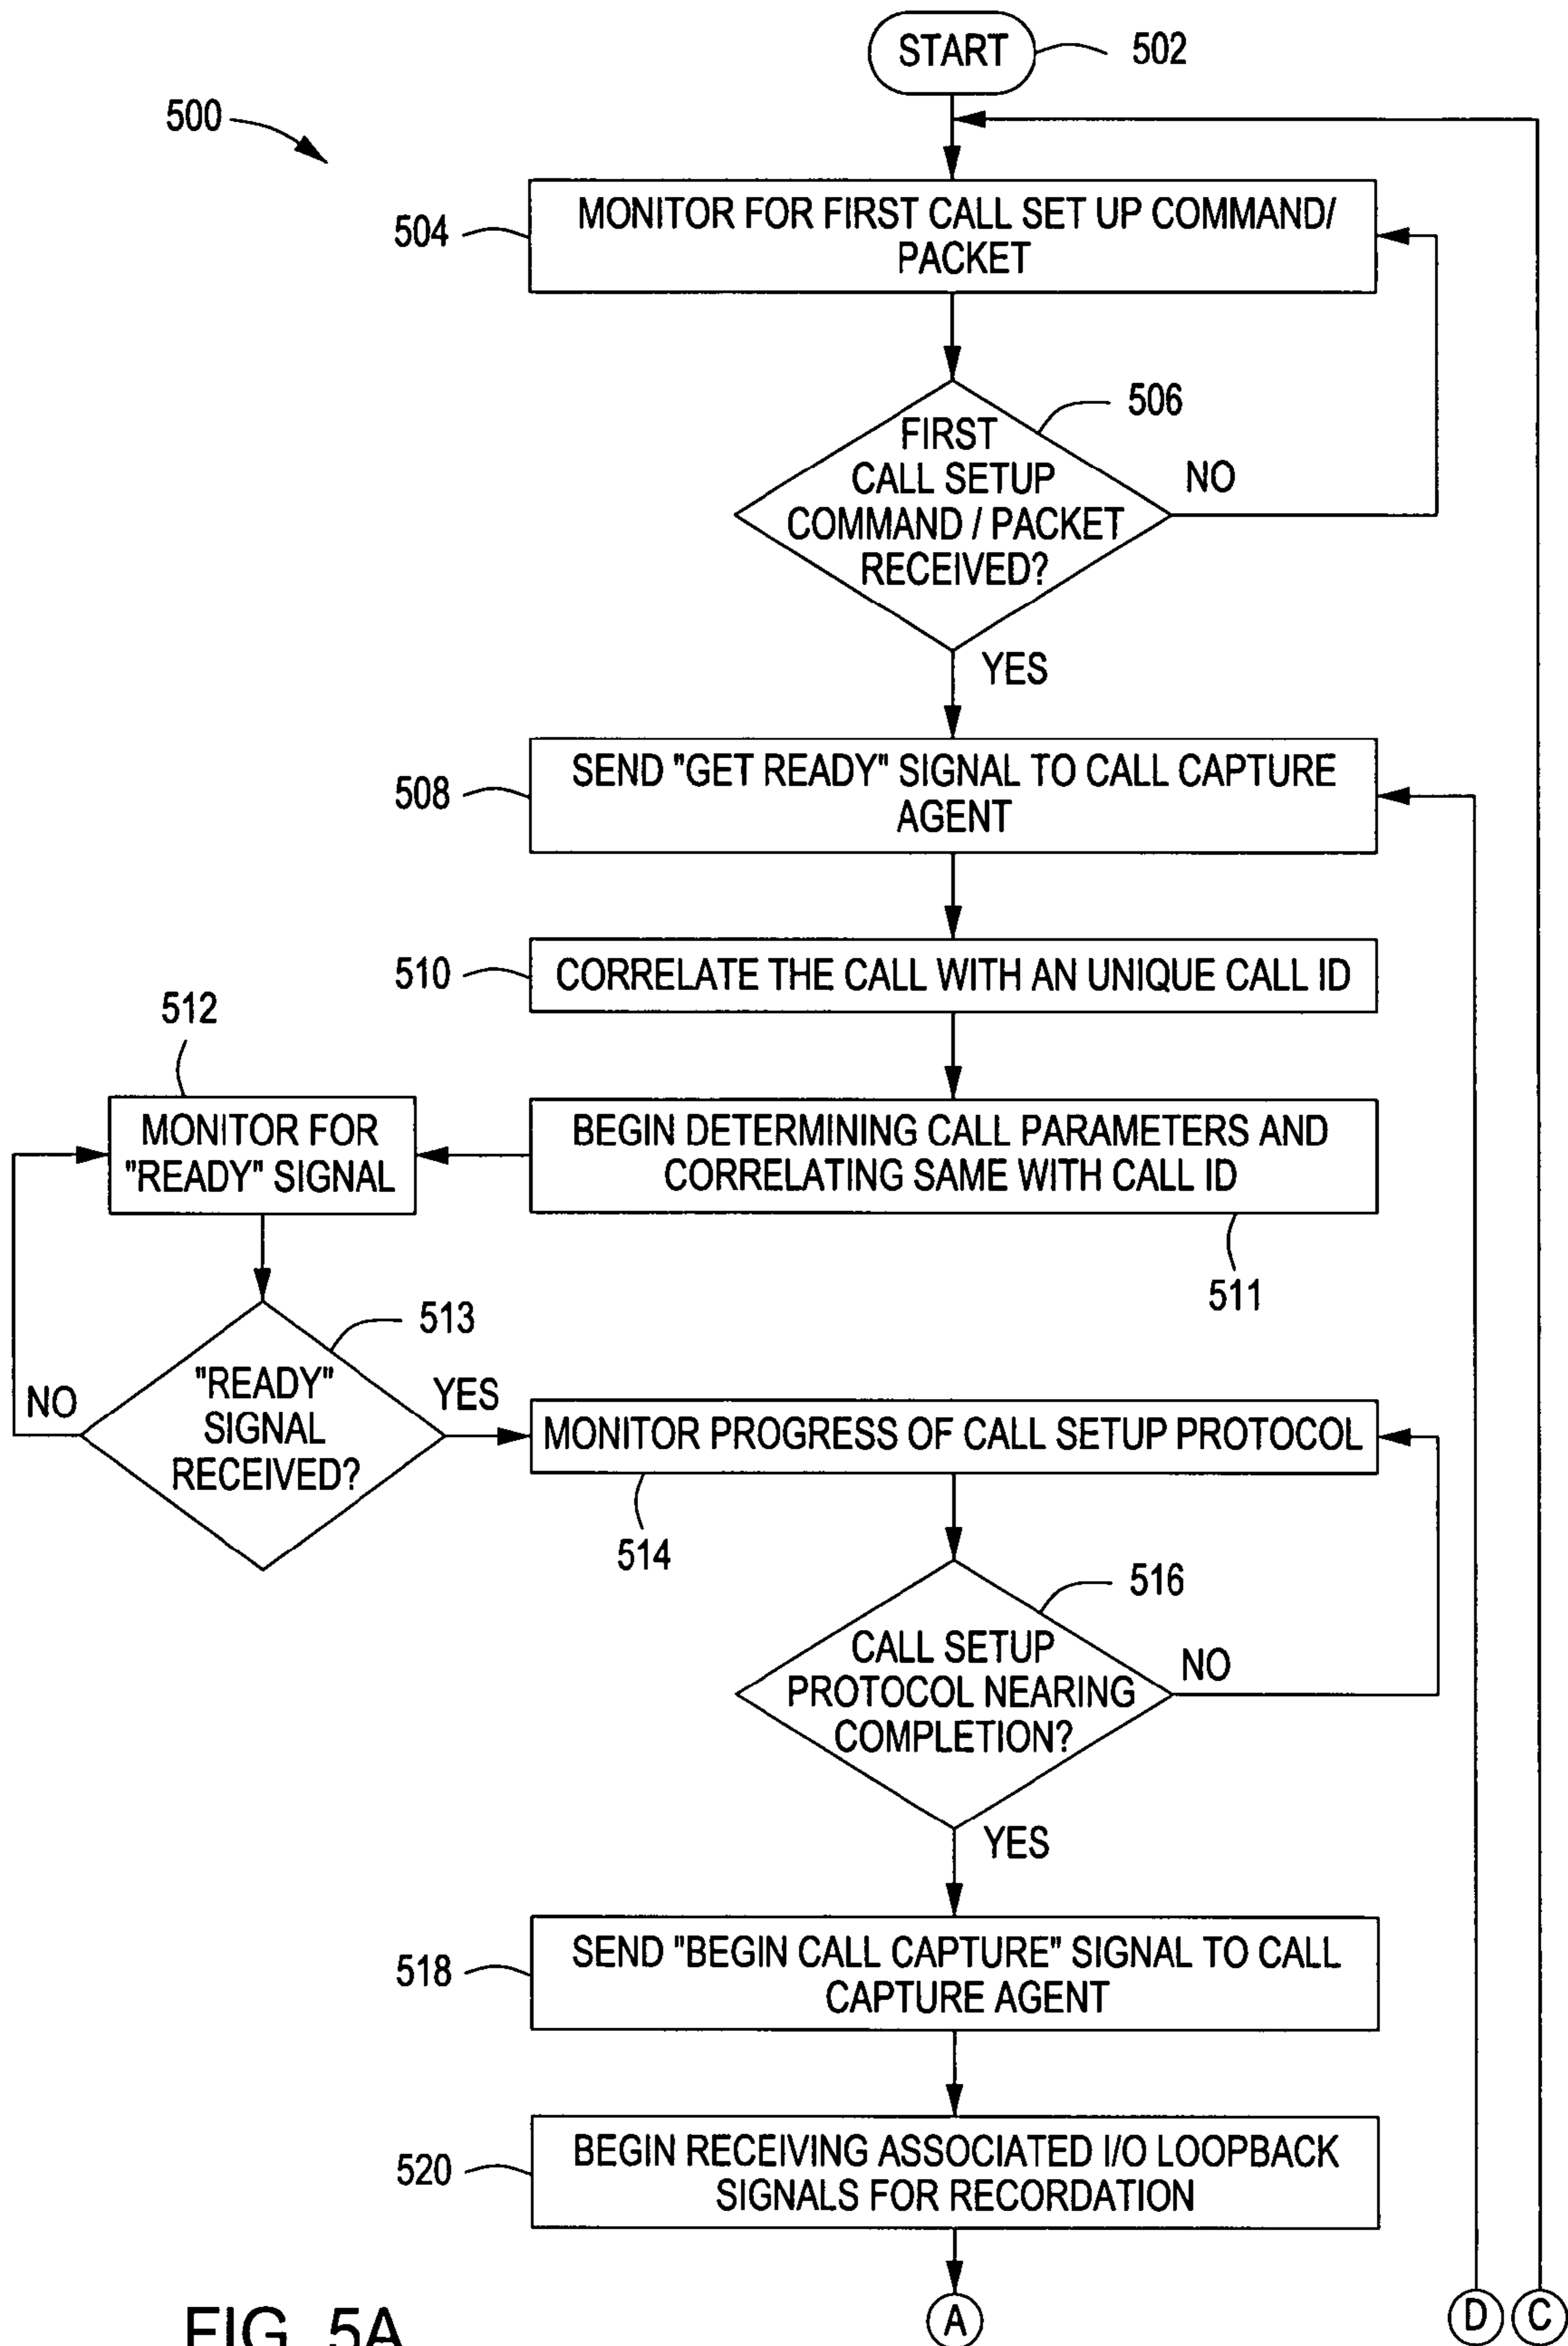 START
502
500
504
MONITOR FOR FIRST CALL SET UP COMMAND/
PACKET
506
FIRST
CALL SETUP
COMMAND / PACKET
RECEIVED?
NO
YES
508
SEND "GET READY" SIGNAL TO CALL CAPTURE
AGENT
510
CORRELATE THE CALL WITH AN UNIQUE CALL ID
512
MONITOR FOR
"READY" SIGNAL
BEGIN DETERMINING CALL PARAMETERS AND
CORRELATING SAME WITH CALL ID
511
513
"READY"
SIGNAL
RECEIVED?
NO
YES
MONITOR PROGRESS OF CALL SETUP PROTOCOL
514
516
CALL SETUP
PROTOCOL NEARING
COMPLETION?
NO
YES
518
SEND "BEGIN CALL CAPTURE" SIGNAL TO CALL
CAPTURE AGENT
520
BEGIN RECEIVING ASSOCIATED I/O LOOPBACK
SIGNALS FOR RECORDATION
A
D
C
FIG. 5A